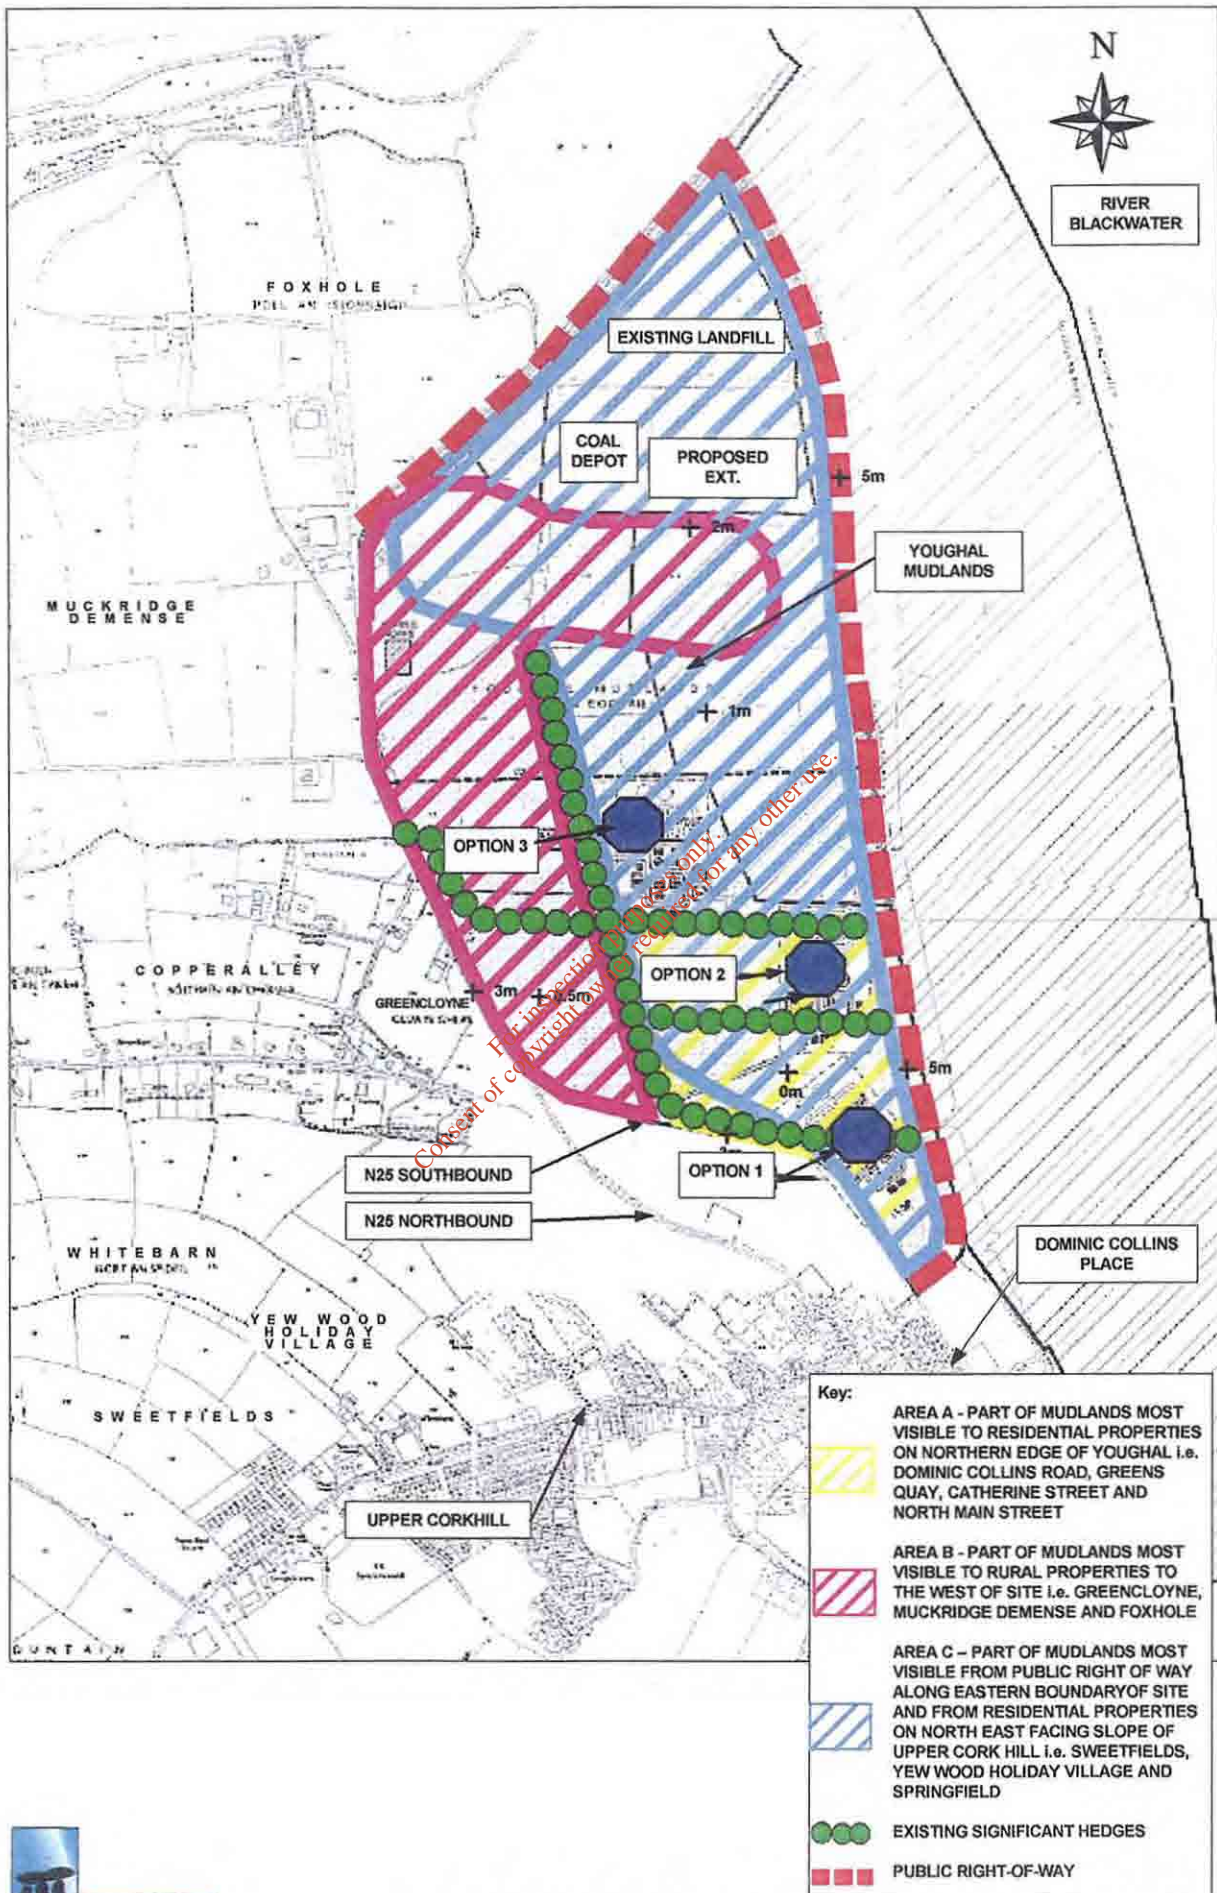 N
RIVER
BLACKWATER
FOXHOLE
EXISTING LANDFILL
COAL
DEPOT
PROPOSED
EXT.
5m
2m
YOUGHAL
MUDLANDS
MUCKRIDGE
DEMENSE
1m
OPTION 3
COPPERALLEY
GREENCLOYNE
3m
0.5m
OPTION 2
5m
0m
For inspection purposes only.
Consent of copyright owner required for any other use.
N25 SOUTHBOUND
OPTION 1
N25 NORTHBOUND
DOMINIC COLLINS
PLACE
WHITEBARN
YEW WOOD
HOLIDAY
VILLAGE
SWEETFIELDS
UPPER CORKHILL
Key:
AREA A - PART OF MUDLANDS MOST
VISIBLE TO RESIDENTIAL PROPERTIES
ON NORTHERN EDGE OF YOUGHAL i.e.
DOMINIC COLLINS ROAD, GREENS
QUAY, CATHERINE STREET AND
NORTH MAIN STREET
AREA B - PART OF MUDLANDS MOST
VISIBLE TO RURAL PROPERTIES TO
THE WEST OF SITE i.e. GREENCLOYNE,
MUCKRIDGE DEMENSE AND FOXHOLE
AREA C – PART OF MUDLANDS MOST
VISIBLE FROM PUBLIC RIGHT OF WAY
ALONG EASTERN BOUNDARYOF SITE
AND FROM RESIDENTIAL PROPERTIES
ON NORTH EAST FACING SLOPE OF
UPPER CORK HILL i.e. SWEETFIELDS,
YEW WOOD HOLIDAY VILLAGE AND
SPRINGFIELD
EXISTING SIGNIFICANT HEDGES
PUBLIC RIGHT-OF-WAY